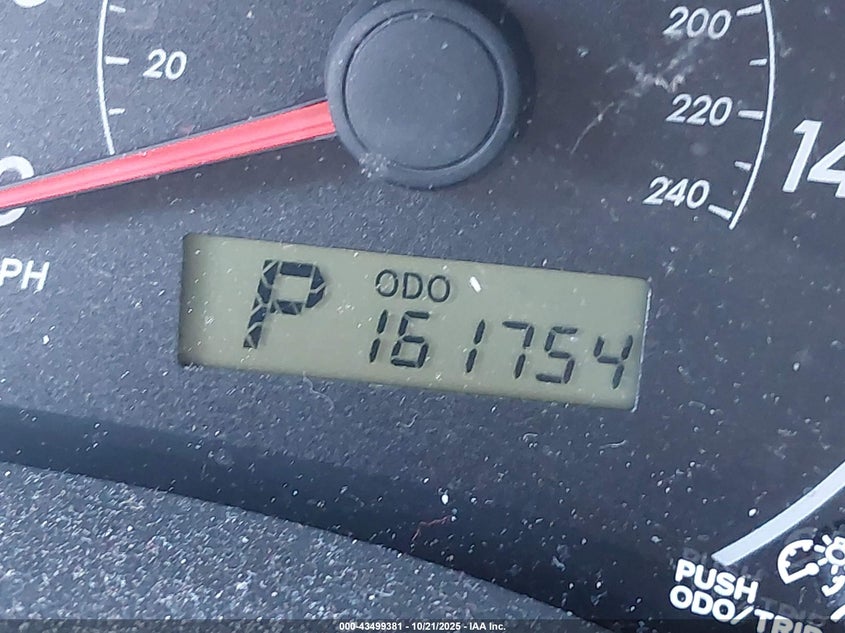 20
200
220
240
14
PH
P
ODO
161754
PUSH
ODO/TRIP
000-43499381 - 10/21/2025 - IAA Inc.